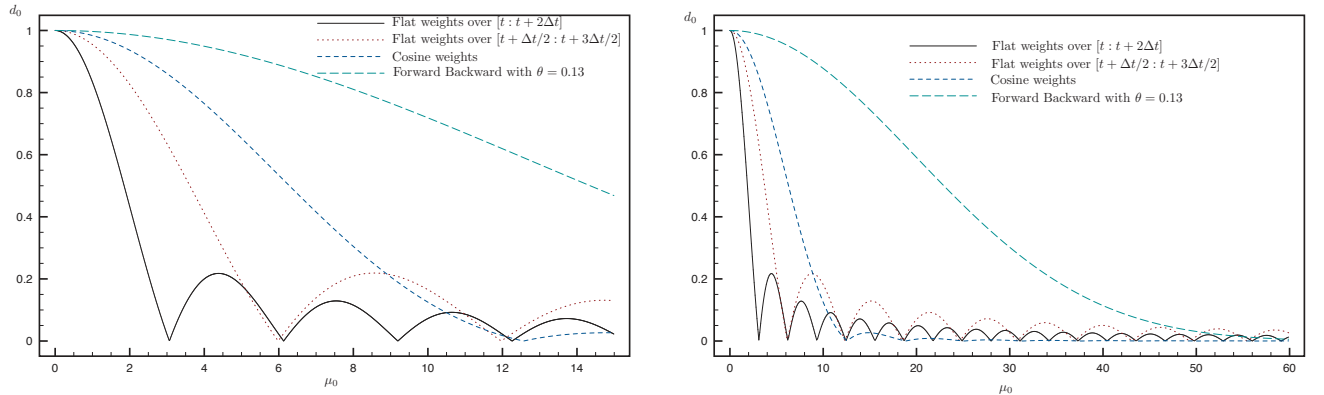 d₀
Flat weights over [t : t + 2Δt]
Flat weights over [t + Δt/2 : t + 3Δt/2]
Cosine weights
Forward Backward with θ = 0.13
1
0.8
0.6
0.4
0.2
0
0 2 4 6 8 10 12 14
μ₀
d₀
Flat weights over [t : t + 2Δt]
Flat weights over [t + Δt/2 : t + 3Δt/2]
Cosine weights
Forward Backward with θ = 0.13
1
0.8
0.6
0.4
0.2
0
0 10 20 30 40 50 60
μ₀